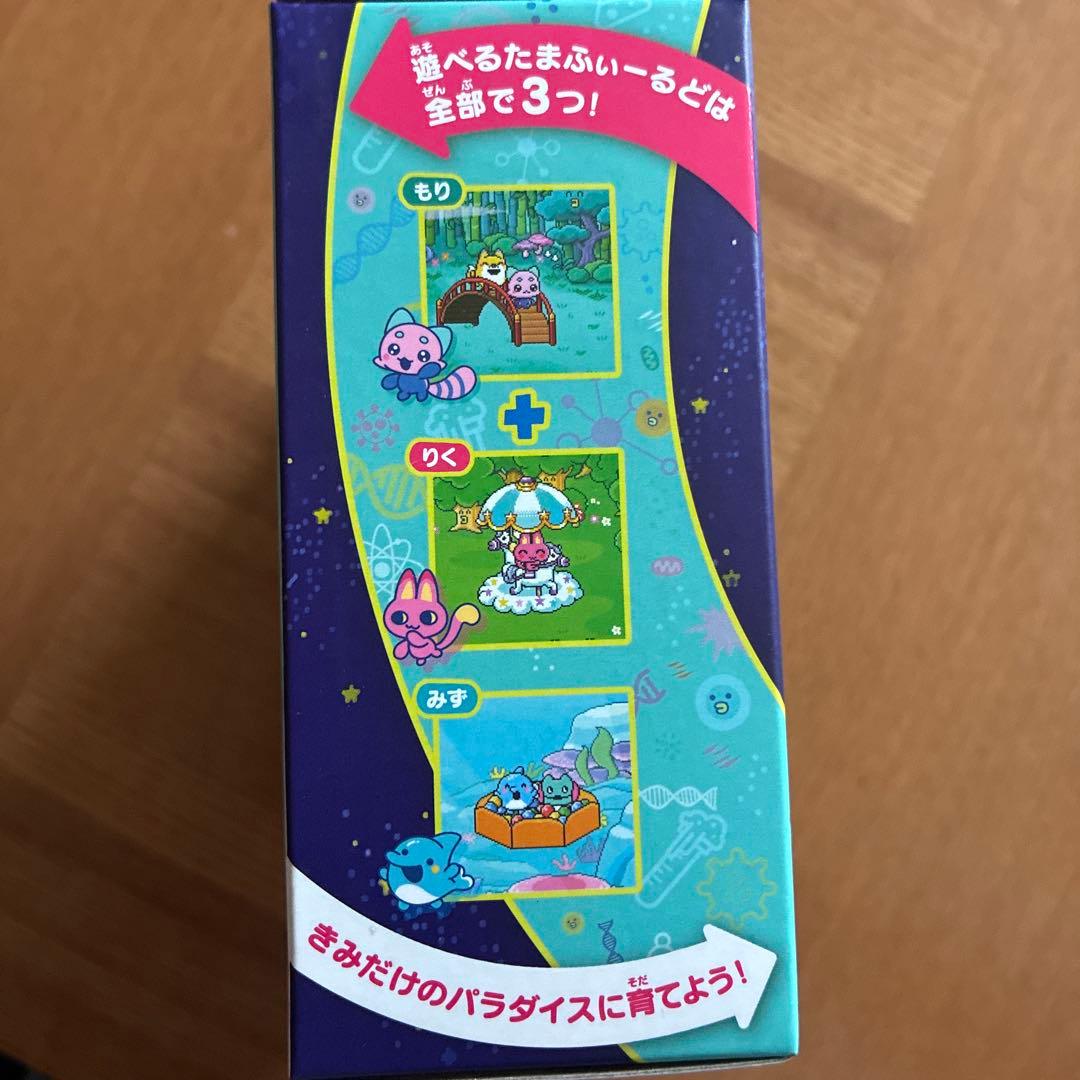 遊べるたまふぃーるどは
全部で3つ!
もり
りく
みず
きみだけのパラダイスに育てよう!